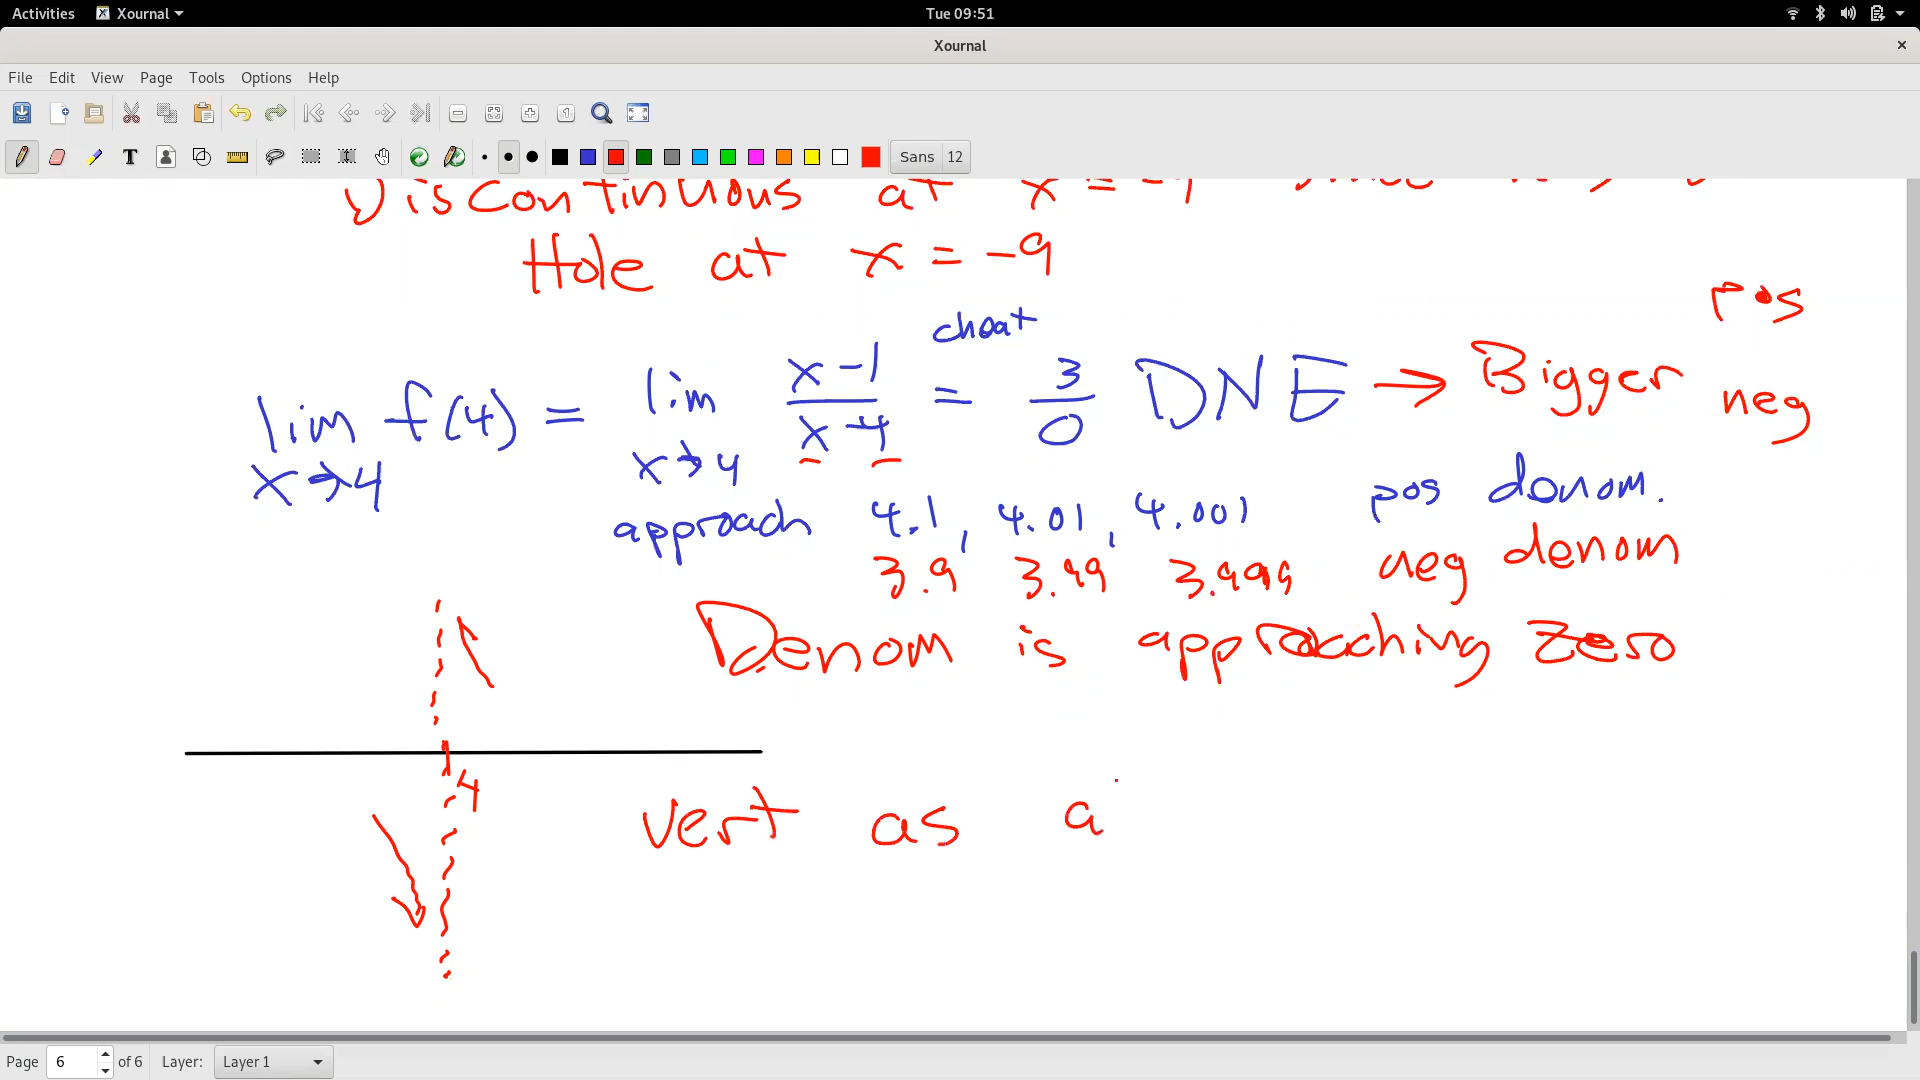 Activities Xournal Tue 09:51
Xournal
File Edit View Page Tools Options Help
Sans 12
Discontinuous at x = -9
Hole at x = -9
pos
cheat
lim f(4) = lim x-1 / x-4 = 3/0 DNE → Bigger neg
x→4 x→4
approach 4.1, 4.01, 4.001 pos denom.
3.9 3.99 3.999 neg denom
Denom is approaching zero
4
vert as a
Page 6 of 6 Layer: Layer 1